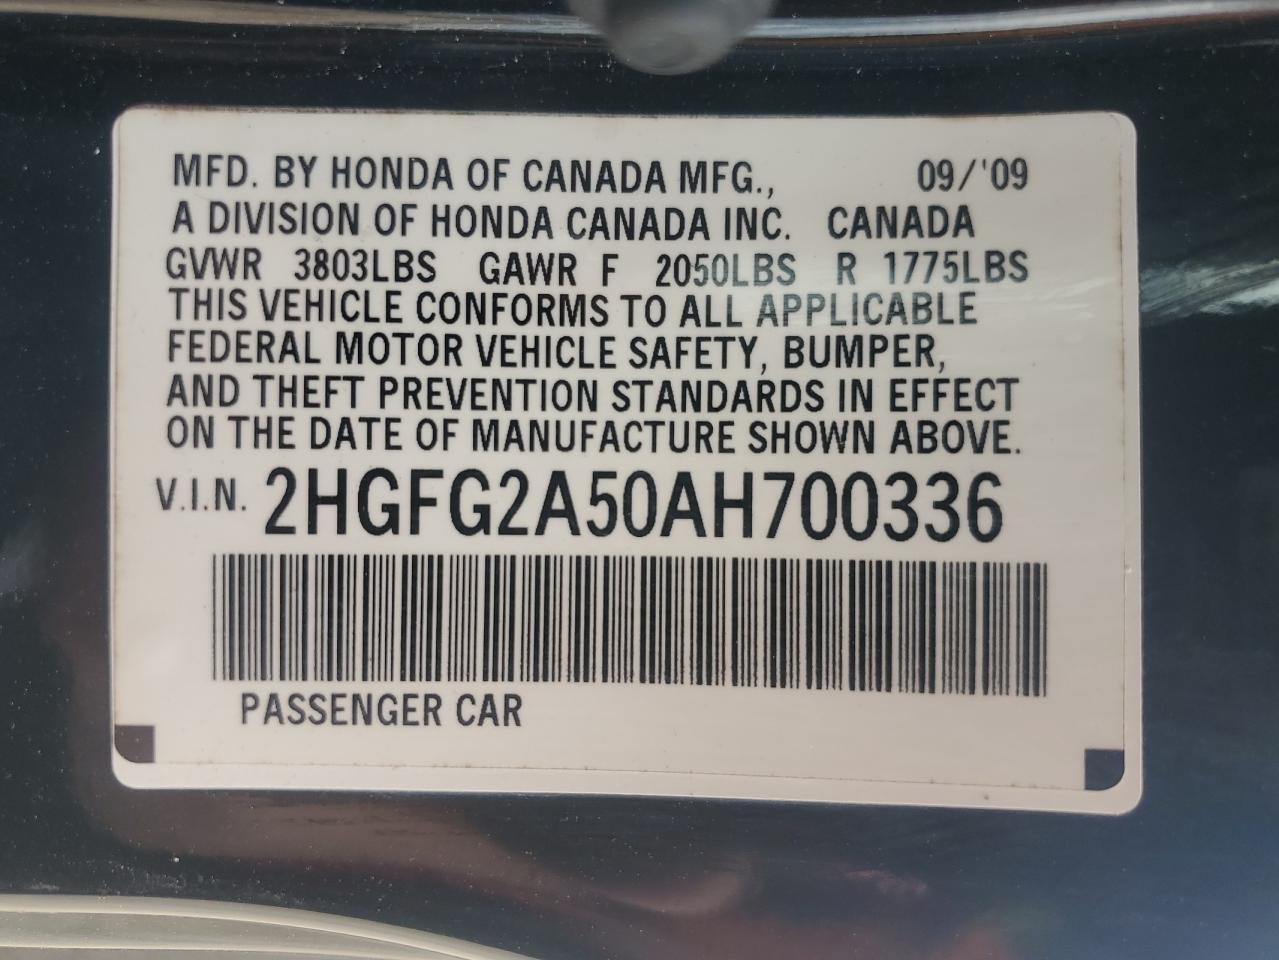 MFD. BY HONDA OF CANADA MFG., 09/'09
A DIVISION OF HONDA CANADA INC. CANADA
GVWR 3803LBS GAWR F 2050LBS R 1775LBS
THIS VEHICLE CONFORMS TO ALL APPLICABLE
FEDERAL MOTOR VEHICLE SAFETY, BUMPER,
AND THEFT PREVENTION STANDARDS IN EFFECT
ON THE DATE OF MANUFACTURE SHOWN ABOVE.
V.I.N. 2HGFG2A50AH700336
PASSENGER CAR